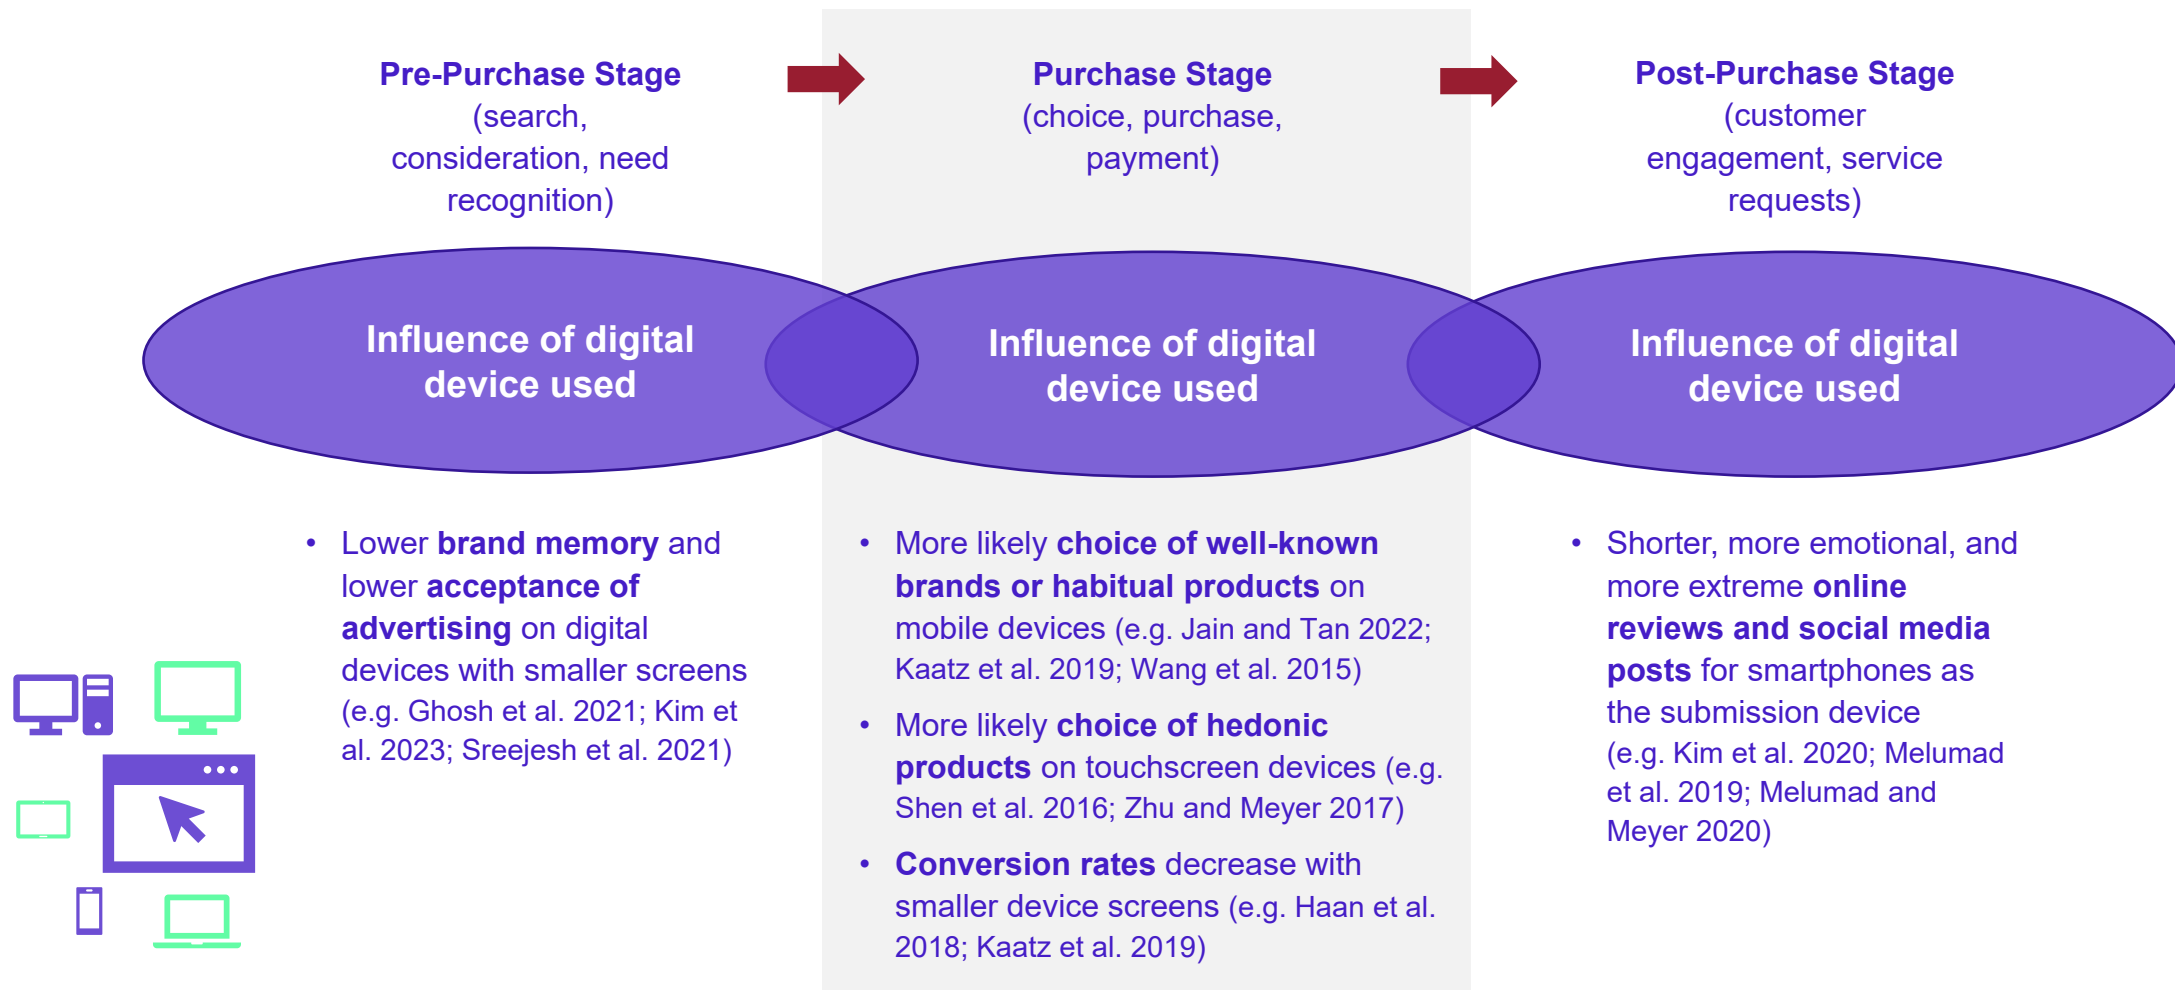 Pre-Purchase Stage
(search,
consideration, need
recognition)
Purchase Stage
(choice, purchase,
payment)
Post-Purchase Stage
(customer
engagement, service
requests)
Influence of digital
device used
Influence of digital
device used
Influence of digital
device used
• Lower brand memory and
lower acceptance of
advertising on digital
devices with smaller screens
(e.g. Ghosh et al. 2021; Kim et
al. 2023; Sreejesh et al. 2021)
• More likely choice of well-known
brands or habitual products on
mobile devices (e.g. Jain and Tan 2022;
Kaatz et al. 2019; Wang et al. 2015)
• More likely choice of hedonic
products on touchscreen devices (e.g.
Shen et al. 2016; Zhu and Meyer 2017)
• Conversion rates decrease with
smaller device screens (e.g. Haan et al.
2018; Kaatz et al. 2019)
• Shorter, more emotional, and
more extreme online
reviews and social media
posts for smartphones as
the submission device
(e.g. Kim et al. 2020; Melumad
et al. 2019; Melumad and
Meyer 2020)